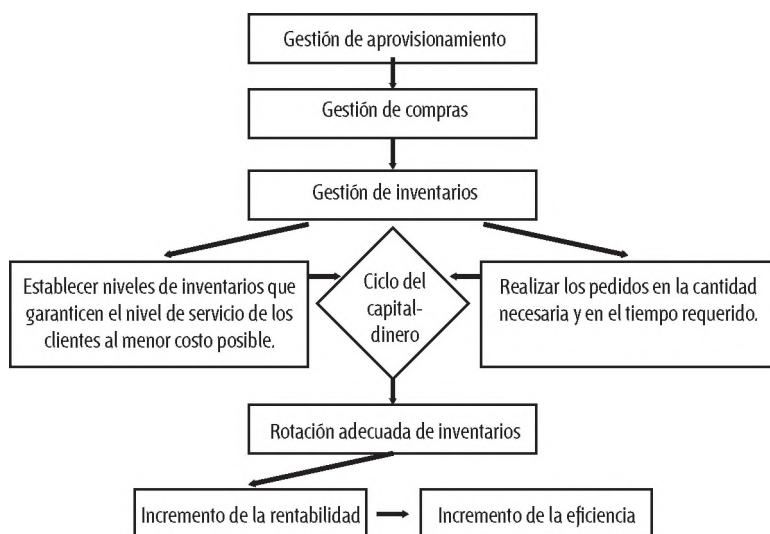 Gestión de aprovisionamiento
Gestión de compras
Gestión de inventarios
Establecer niveles de inventarios que
garanticen el nivel de servicio de los
clientes al menor costo posible.
Ciclo del
capital-
dinero
Realizar los pedidos en la cantidad
necesaria y en el tiempo requerido.
Rotación adecuada de inventarios
Incremento de la rentabilidad
Incremento de la eficiencia